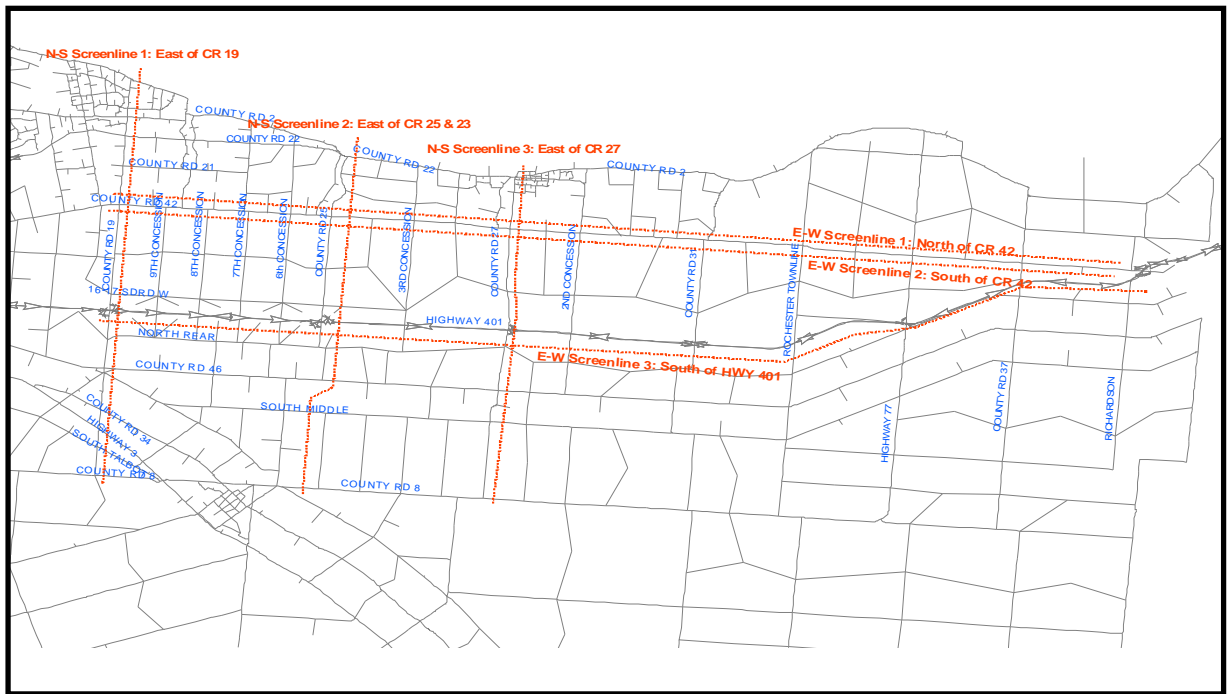 N-S Screenline 1: East of CR 19
COUNTY RD 2
N-S Screenline 2: East of CR 25 & 23
COUNTY RD 22
N-S Screenline 3: East of CR 27
COUNTY RD 22
COUNTY RD 21
COUNTY RD 2
COUNTY RD 42
COUNTY RD 19
9TH CONCESSION
8TH CONCESSION
7TH CONCESSION
6th CONCESSION
COUNTY RD 25
3RD CONCESSION
COUNTY RD 27
2ND CONCESSION
COUNTY RD 31
ROCHESTER TOWNLINE
E-W Screenline 1: North of CR 42
E-W Screenline 2: South of CR 42
16-17 SDRD W
HIGHWAY 401
NORTH REAR
E-W Screenline 3: South of HWY 401
COUNTY RD 46
COUNTY RD 37
RICHARDSON
HIGHWAY 77
SOUTH MIDDLE
COUNTY RD 34
HIGHWAY 3
SOUTH TALBOT
COUNTY RD 8
COUNTY RD 8